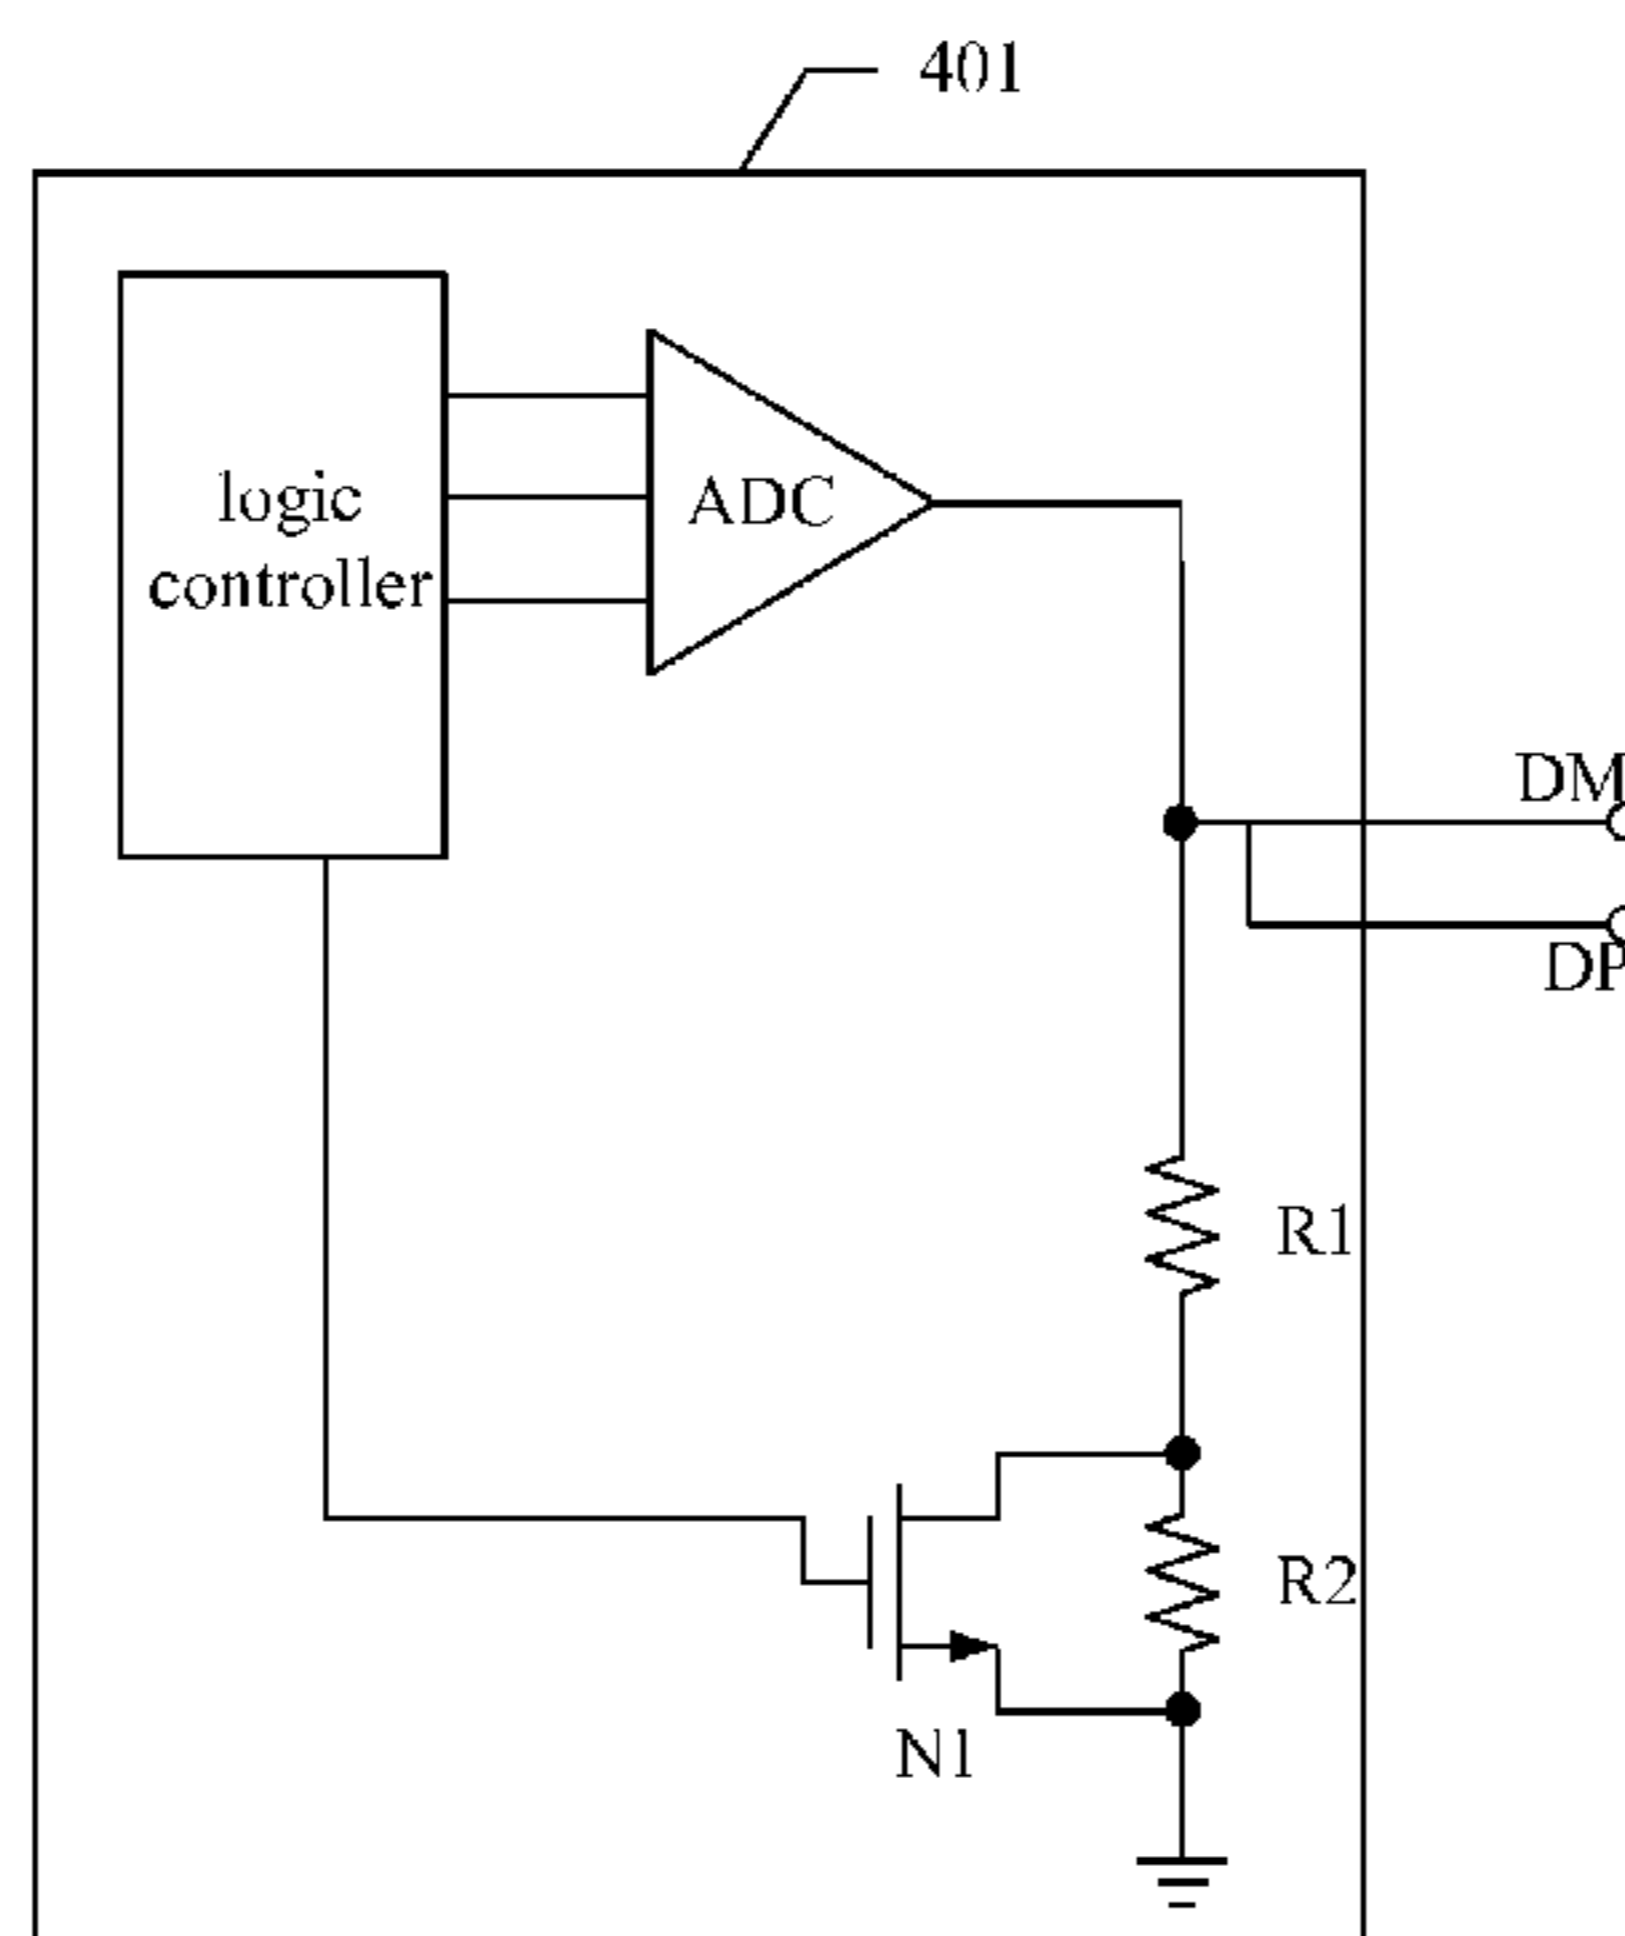 401
logic
controller
ADC
DM
DP
R1
R2
N1